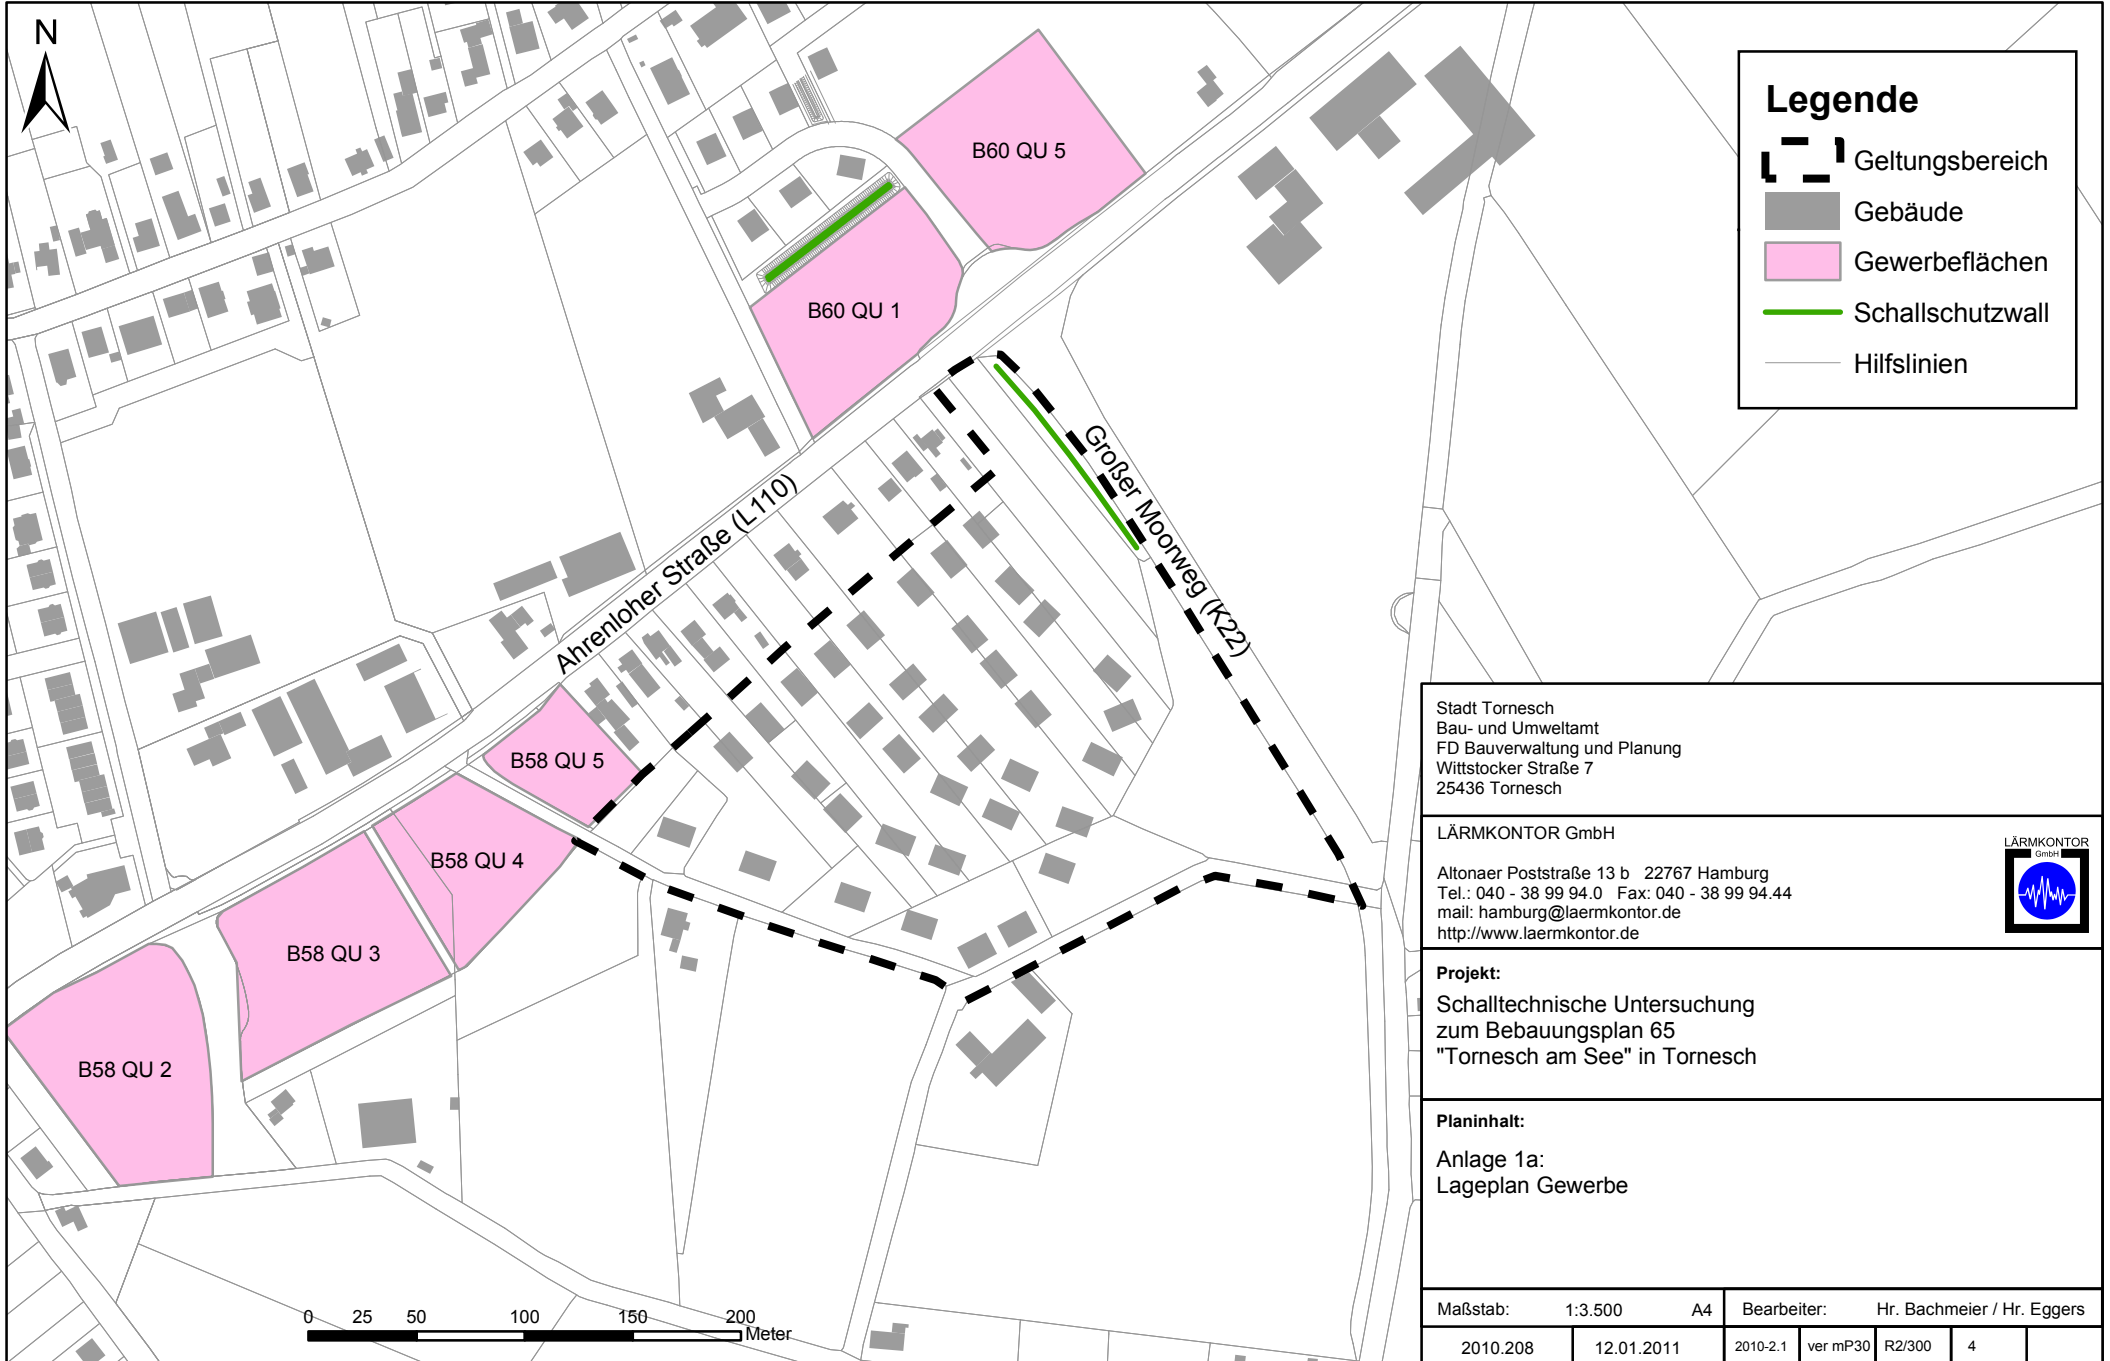 N
B60 QU 5
B60 QU 1
Ahrenloher Straße (L110)
Großer Moorweg (K22)
B58 QU 5
B58 QU 4
B58 QU 3
B58 QU 2
0 25 50 100 150 200
Meter
Legende
Geltungsbereich
Gebäude
Gewerbeflächen
Schallschutzwall
Hilfslinien
Stadt Tornesch
Bau- und Umweltamt
FD Bauverwaltung und Planung
Wittstocker Straße 7
25436 Tornesch
LÄRMKONTOR GmbH
Altonaer Poststraße 13 b 22767 Hamburg
Tel.: 040 - 38 99 94.0 Fax: 040 - 38 99 94.44
mail: hamburg@laermkontor.de
http://www.laermkontor.de
LÄRMKONTOR
GmbH
Projekt:
Schalltechnische Untersuchung
zum Bebauungsplan 65
"Tornesch am See" in Tornesch
Planinhalt:
Anlage 1a:
Lageplan Gewerbe
Maßstab: 1:3.500 A4 Bearbeiter: Hr. Bachmeier / Hr. Eggers
2010.208 12.01.2011 2010-2.1 ver mP30 R2/300 4